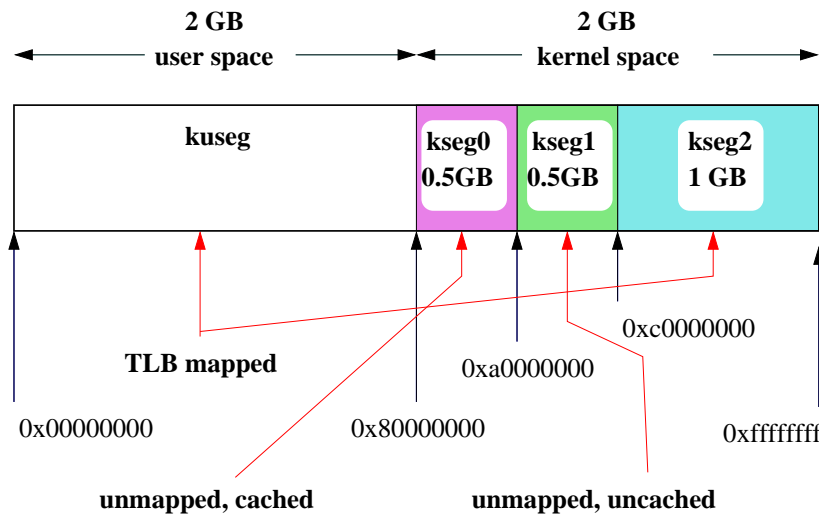 2 GB
user space
2 GB
kernel space
kuseg
kseg0
0.5GB
kseg1
0.5GB
kseg2
1 GB
0xc0000000
TLB mapped
0xa0000000
0x00000000
0x80000000
0xffffffff
unmapped, cached
unmapped, uncached